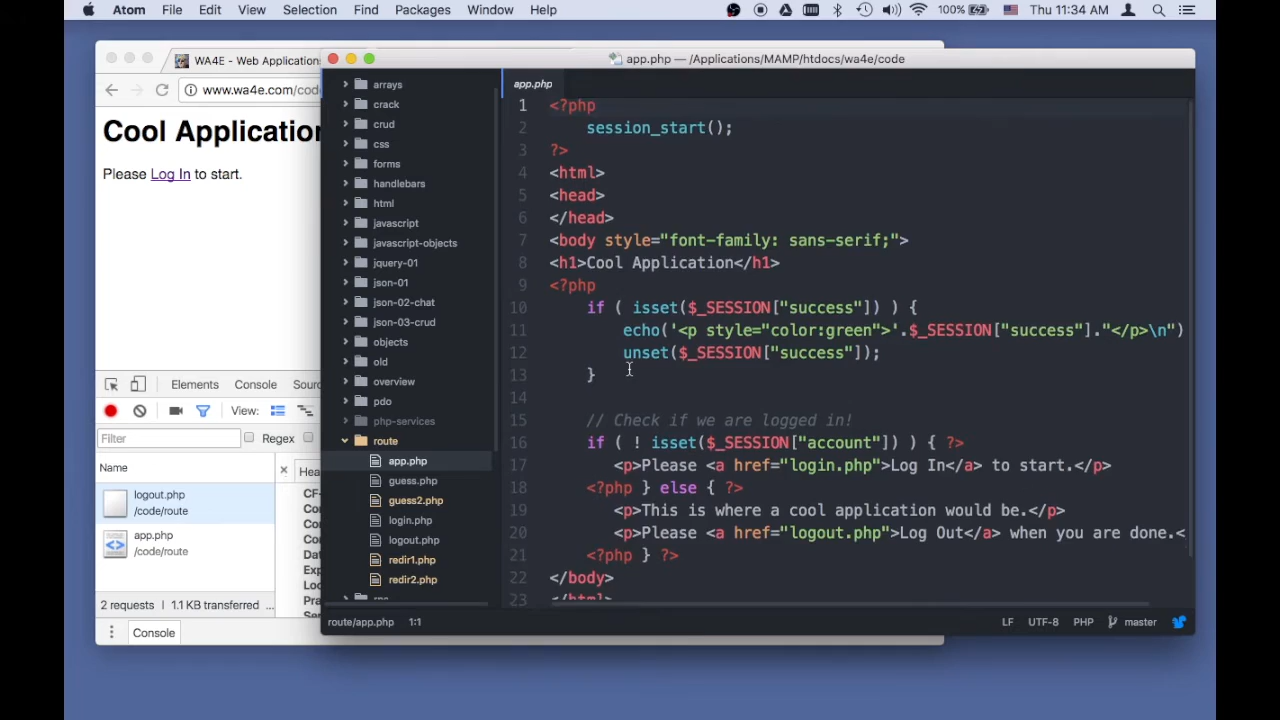 Atom File Edit View Selection Find Packages Window Help 100% Thu 11:34 AM
WA4E - Web Applications
www.wa4e.com/cod
Cool Application
Please Log In to start.
Elements Console Sour
View:
Filter Regex
Name Hea
logout.php
/code/route
app.php
/code/route
2 requests | 1.1 KB transferred ...
Console
app.php — /Applications/MAMP/htdocs/wa4e/code
arrays
crack
crud
css
forms
handlebars
html
javascript
javascript-objects
jquery-01
json-01
json-02-chat
json-03-crud
objects
old
overview
pdo
php-services
route
app.php
guess.php
guess2.php
login.php
logout.php
redir1.php
redir2.php
app.php
1 <?php
2 session_start();
3 ?>
4 <html>
5 <head>
6 </head>
7 <body style="font-family: sans-serif;">
8 <h1>Cool Application</h1>
9 <?php
10 if ( isset($_SESSION["success"]) ) {
11 echo('<p style="color:green">'.$_SESSION["success"]."</p>\n")
12 unset($_SESSION["success"]);
13 }
14
15 // Check if we are logged in!
16 if ( ! isset($_SESSION["account"]) ) { ?>
17 <p>Please <a href="login.php">Log In</a> to start.</p>
18 <?php } else { ?>
19 <p>This is where a cool application would be.</p>
20 <p>Please <a href="logout.php">Log Out</a> when you are done.<
21 <?php } ?>
22 </body>
23 </html>
route/app.php 1:1 LF UTF-8 PHP master